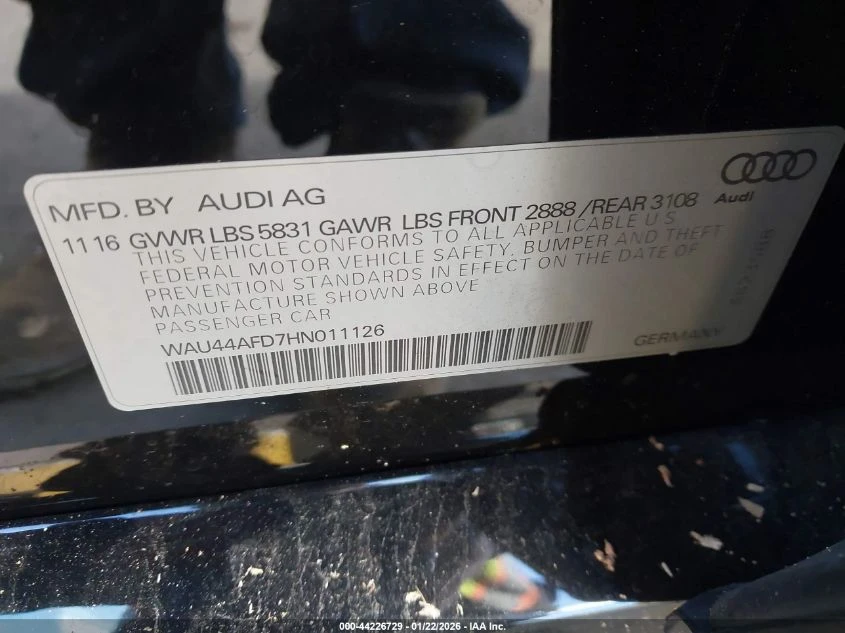 MFD. BY AUDI AG
Audi
11 16 GVWR LBS 5831 GAWR LBS FRONT 2888 /REAR 3108
THIS VEHICLE CONFORMS TO ALL APPLICABLE U S
FEDERAL MOTOR VEHICLE SAFETY, BUMPER AND THEFT
PREVENTION STANDARDS IN EFFECT ON THE DATE OF
MANUFACTURE SHOWN ABOVE
PASSENGER CAR
WAU44AFD7HN011126
GERMANY
000-44226729 - 01/22/2026 - IAA Inc.